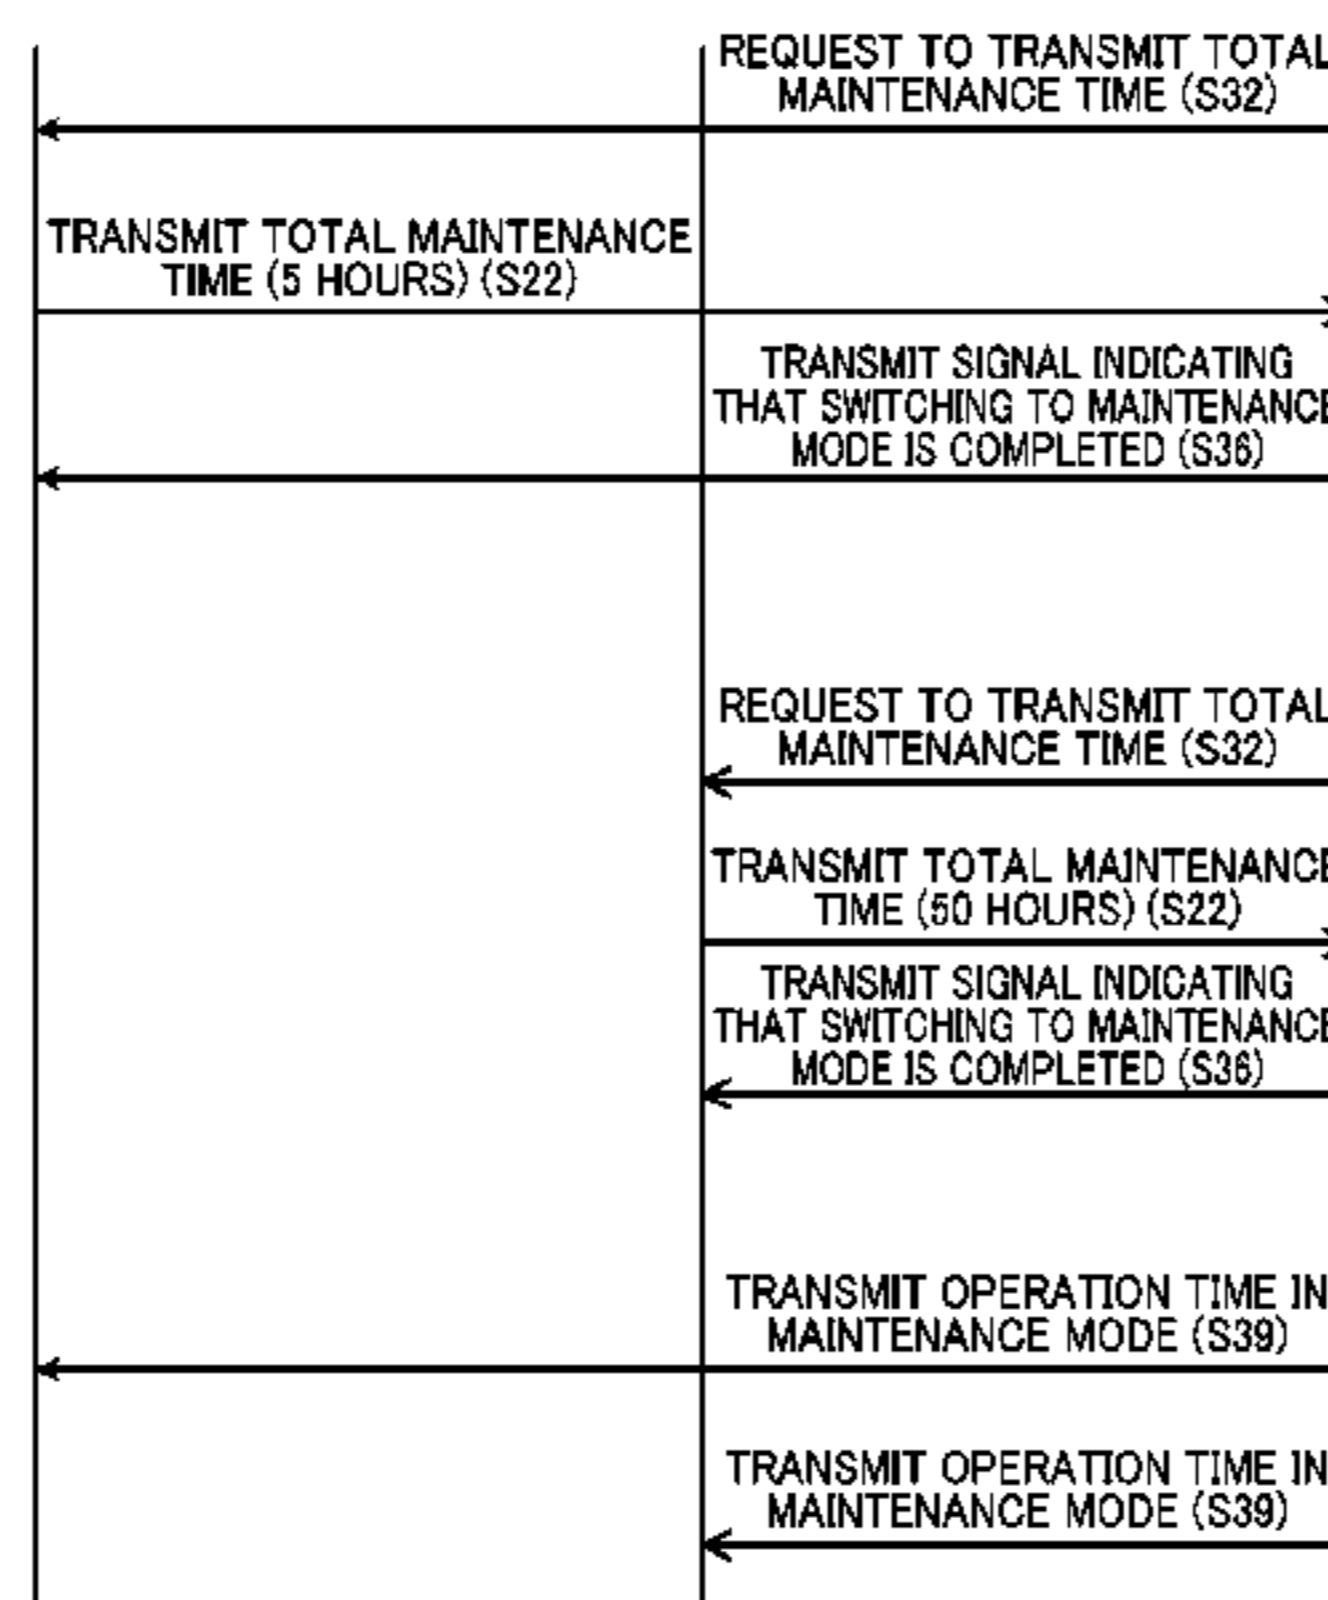 REQUEST TO TRANSMIT TOTAL
MAINTENANCE TIME (S32)
TRANSMIT TOTAL MAINTENANCE
TIME (5 HOURS) (S22)
TRANSMIT SIGNAL INDICATING
THAT SWITCHING TO MAINTENANCE
MODE IS COMPLETED (S36)
REQUEST TO TRANSMIT TOTAL
MAINTENANCE TIME (S32)
TRANSMIT TOTAL MAINTENANCE
TIME (50 HOURS) (S22)
TRANSMIT SIGNAL INDICATING
THAT SWITCHING TO MAINTENANCE
MODE IS COMPLETED (S36)
TRANSMIT OPERATION TIME IN
MAINTENANCE MODE (S39)
TRANSMIT OPERATION TIME IN
MAINTENANCE MODE (S39)